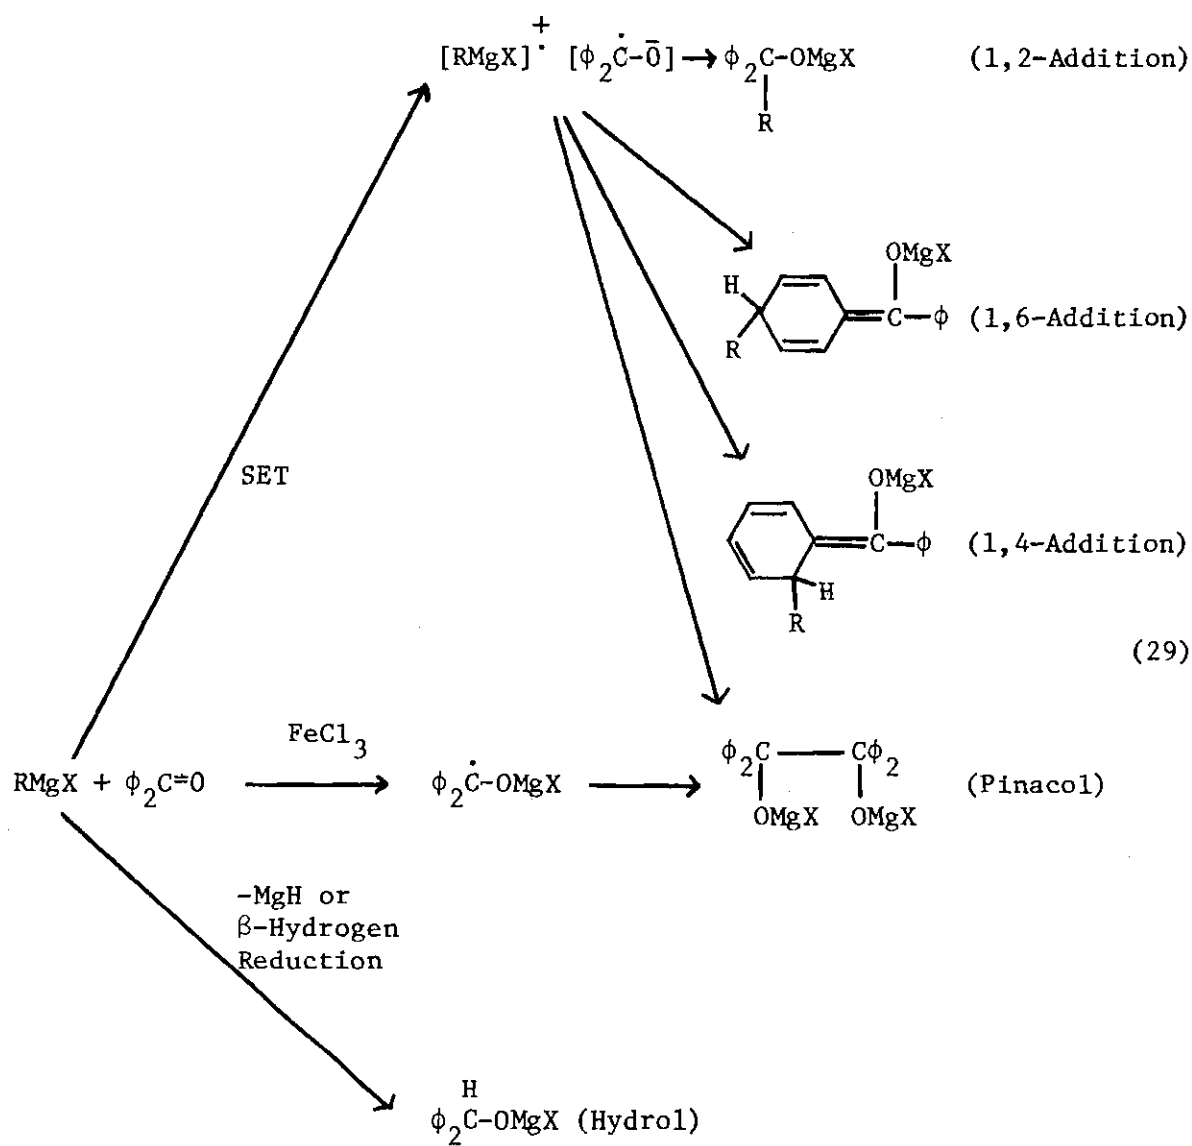 [RMgX]⁺· [ϕ₂Ċ-Ō] → ϕ₂C-OMgX (1,2-Addition)
R
OMgX
H
C-ϕ (1,6-Addition)
R
SET
OMgX
C-ϕ (1,4-Addition)
H
R
(29)
FeCl₃
RMgX + ϕ₂C=O → ϕ₂Ċ-OMgX → ϕ₂C-Cϕ₂ (Pinacol)
OMgX OMgX
-MgH or
β-Hydrogen
Reduction
H
ϕ₂C-OMgX (Hydrol)